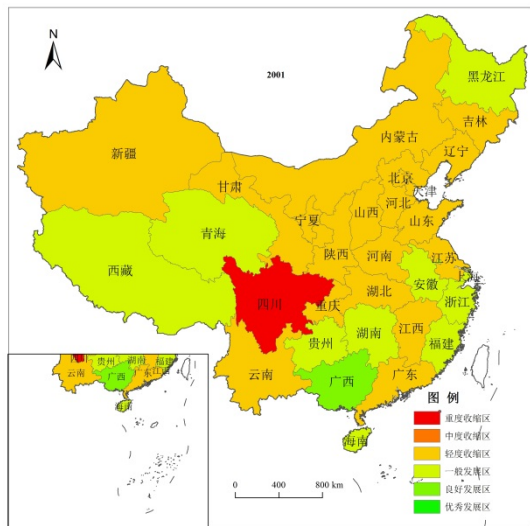 N
2001
黑龙江
吉林
内蒙古
辽宁
新疆
北京
甘肃
天津
河北
宁夏
山西
山东
青海
陕西
河南
西藏
江苏
安徽
上海
四川
湖北
重庆
浙江
湖南
江西
贵州
福建
云南
广西
广东
海南
贵州
湖南
福建
云南
广西
广东
海南
图 例
重度收缩区
中度收缩区
轻度收缩区
一般发展区
良好发展区
优秀发展区
0
400
800 km